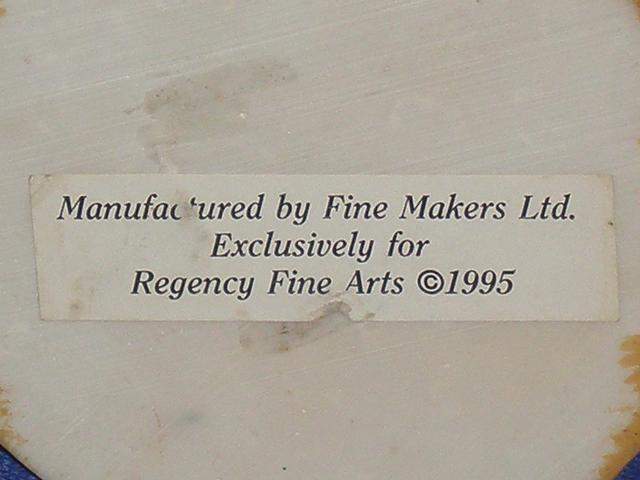 Manufactured by Fine Makers Ltd.
Exclusively for
Regency Fine Arts ©1995